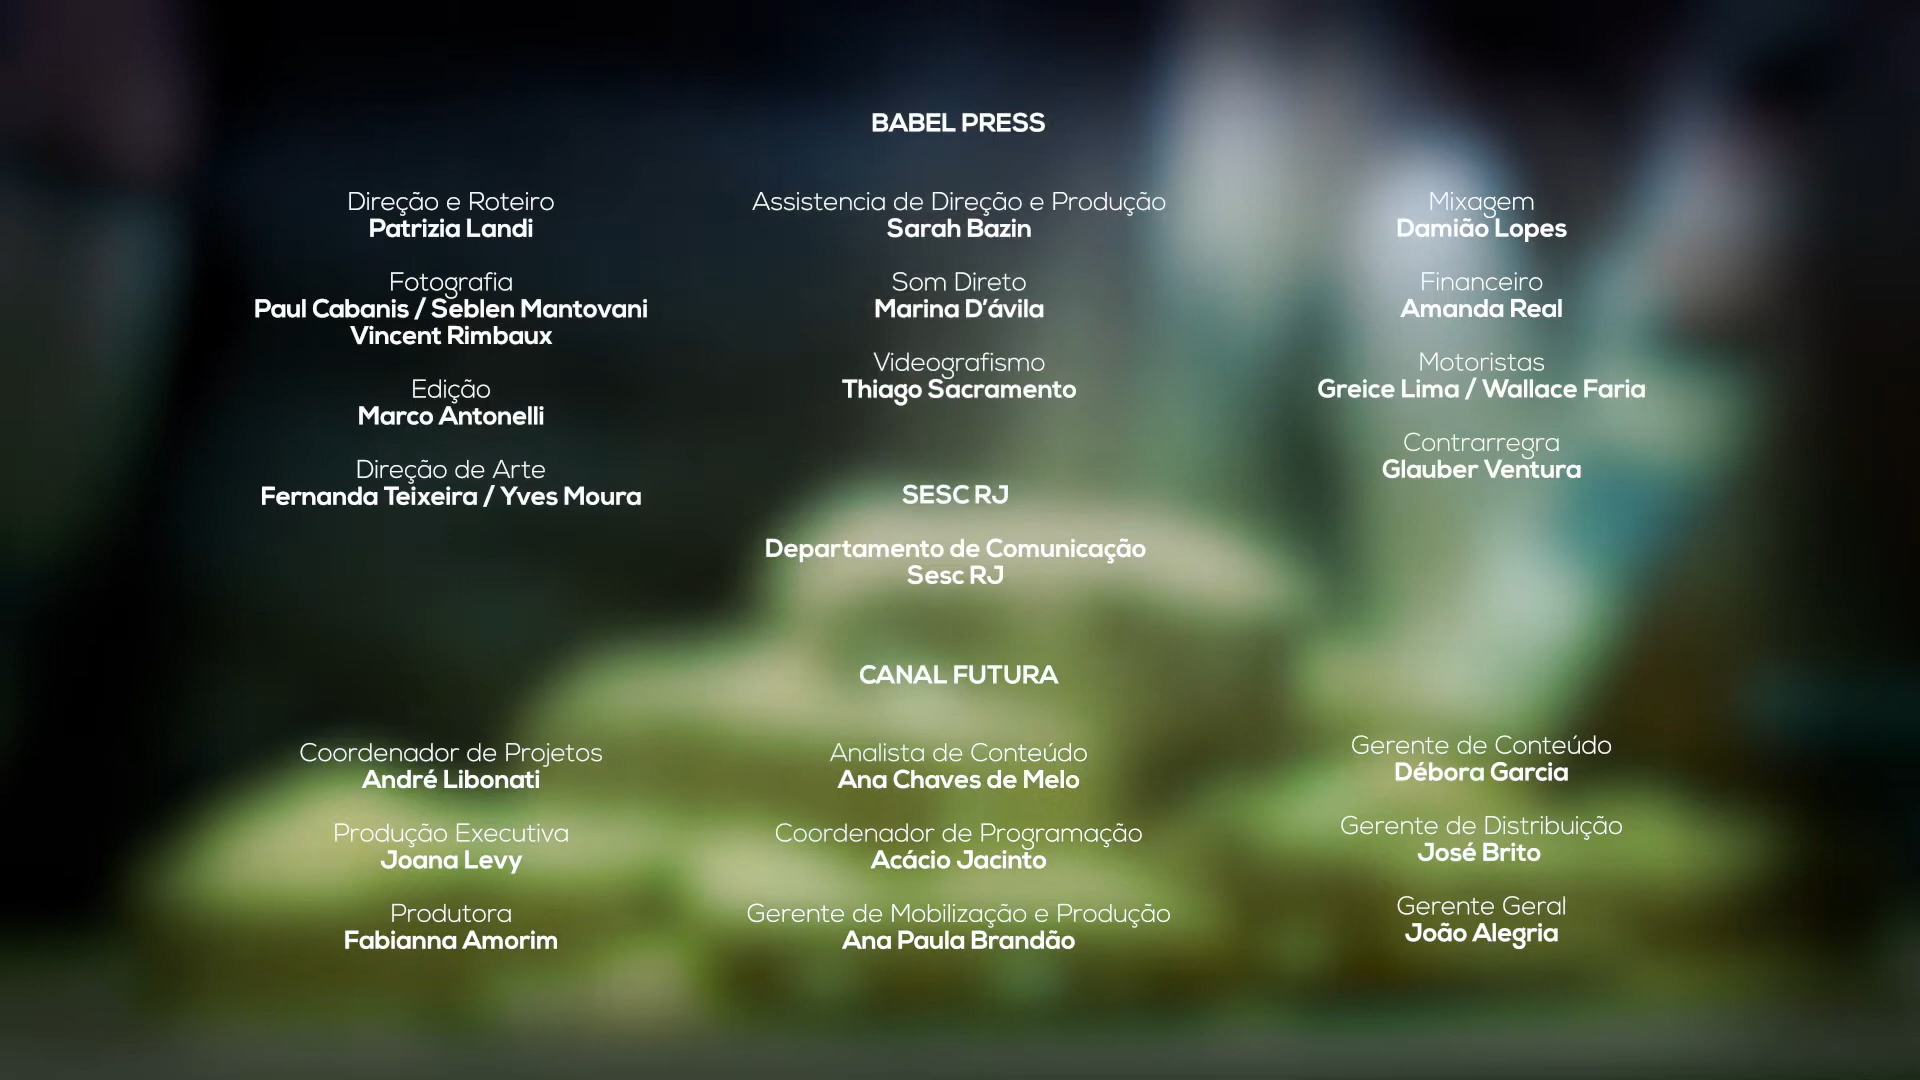 BABEL PRESS
Direção e Roteiro
Patrizia Landi
Fotografia
Paul Cabanis / Seblen Mantovani
Vincent Rimbaux
Edição
Marco Antonelli
Direção de Arte
Fernanda Teixeira / Yves Moura
Assistencia de Direção e Produção
Sarah Bazin
Som Direto
Marina D’ávila
Videografismo
Thiago Sacramento
Mixagem
Damião Lopes
Financeiro
Amanda Real
Motoristas
Greice Lima / Wallace Faria
Contrarregra
Glauber Ventura
SESC RJ
Departamento de Comunicação
Sesc RJ
CANAL FUTURA
Coordenador de Projetos
André Libonati
Produção Executiva
Joana Levy
Produtora
Fabianna Amorim
Analista de Conteúdo
Ana Chaves de Melo
Coordenador de Programação
Acácio Jacinto
Gerente de Mobilização e Produção
Ana Paula Brandão
Gerente de Conteúdo
Débora Garcia
Gerente de Distribuição
José Brito
Gerente Geral
João Alegria